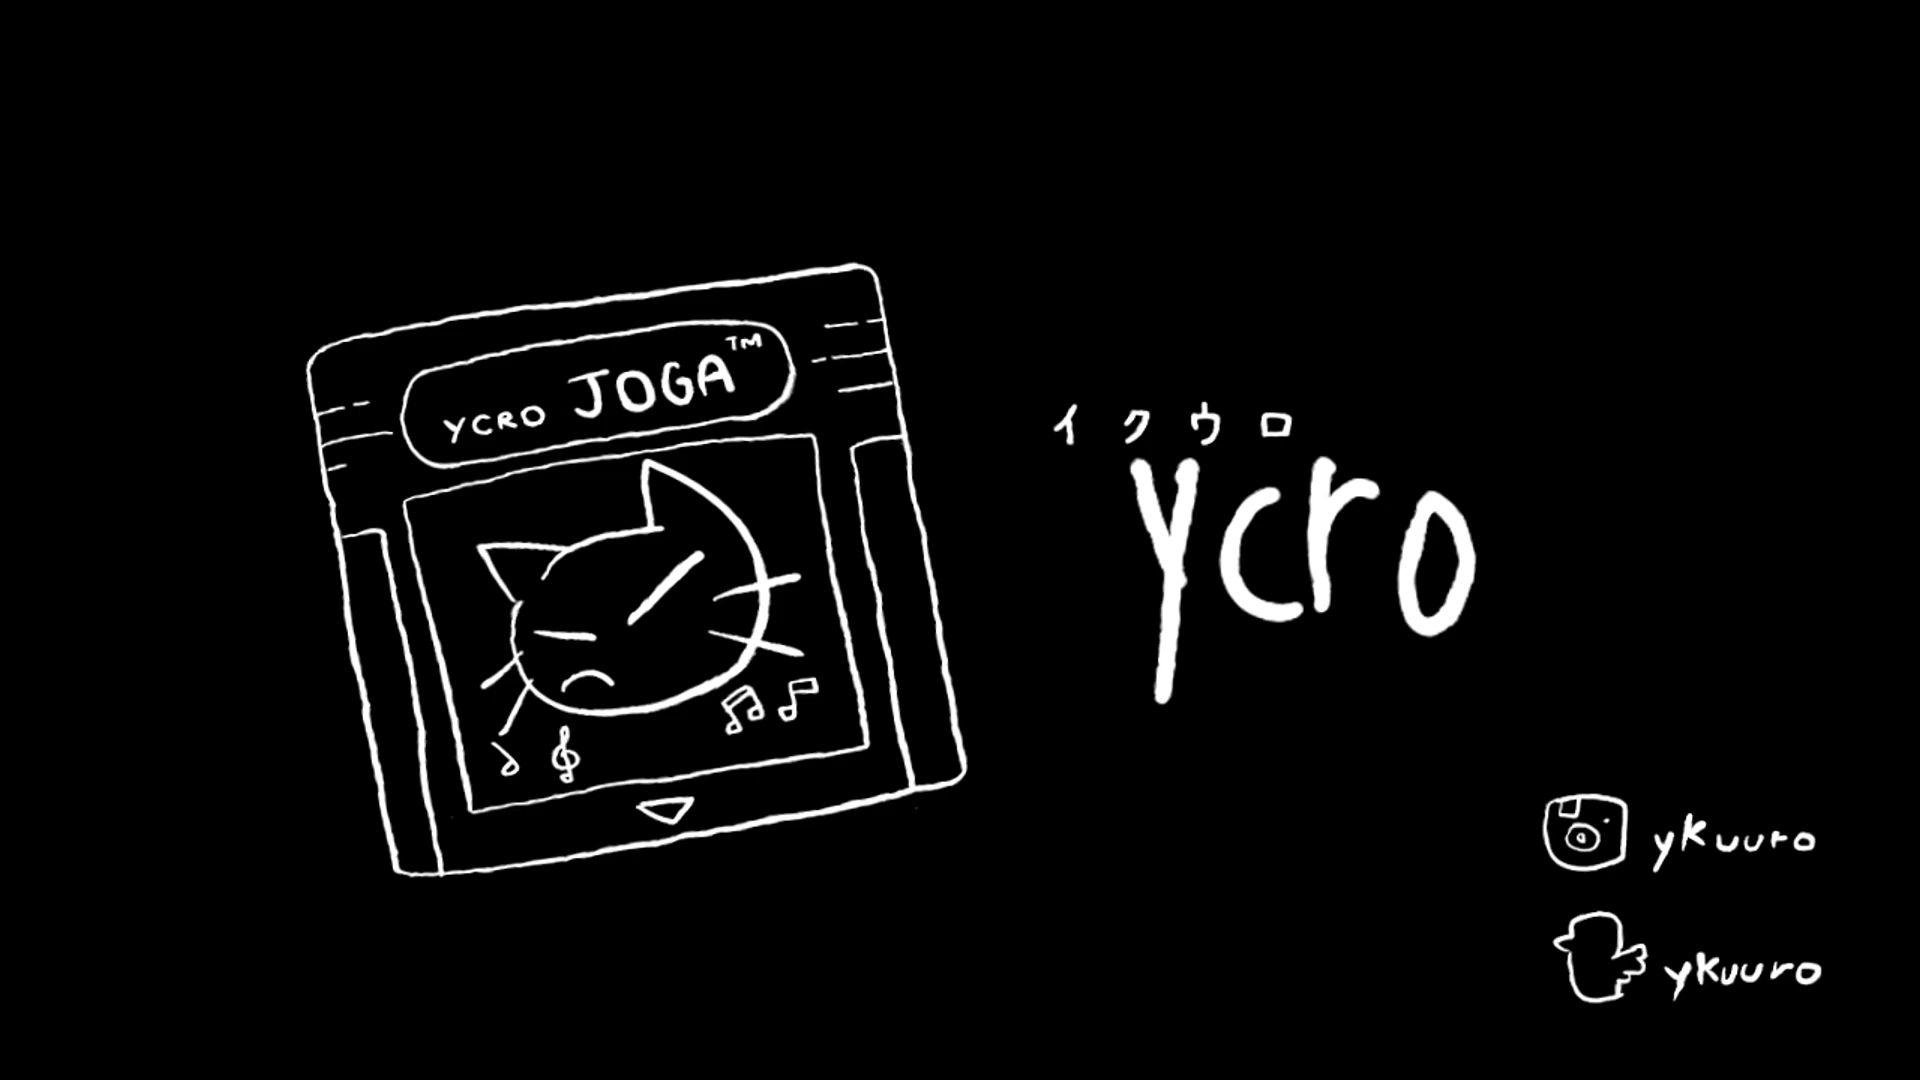 YCRO JOGA™
イクウロ
ycro
ykuuro
ykuuro